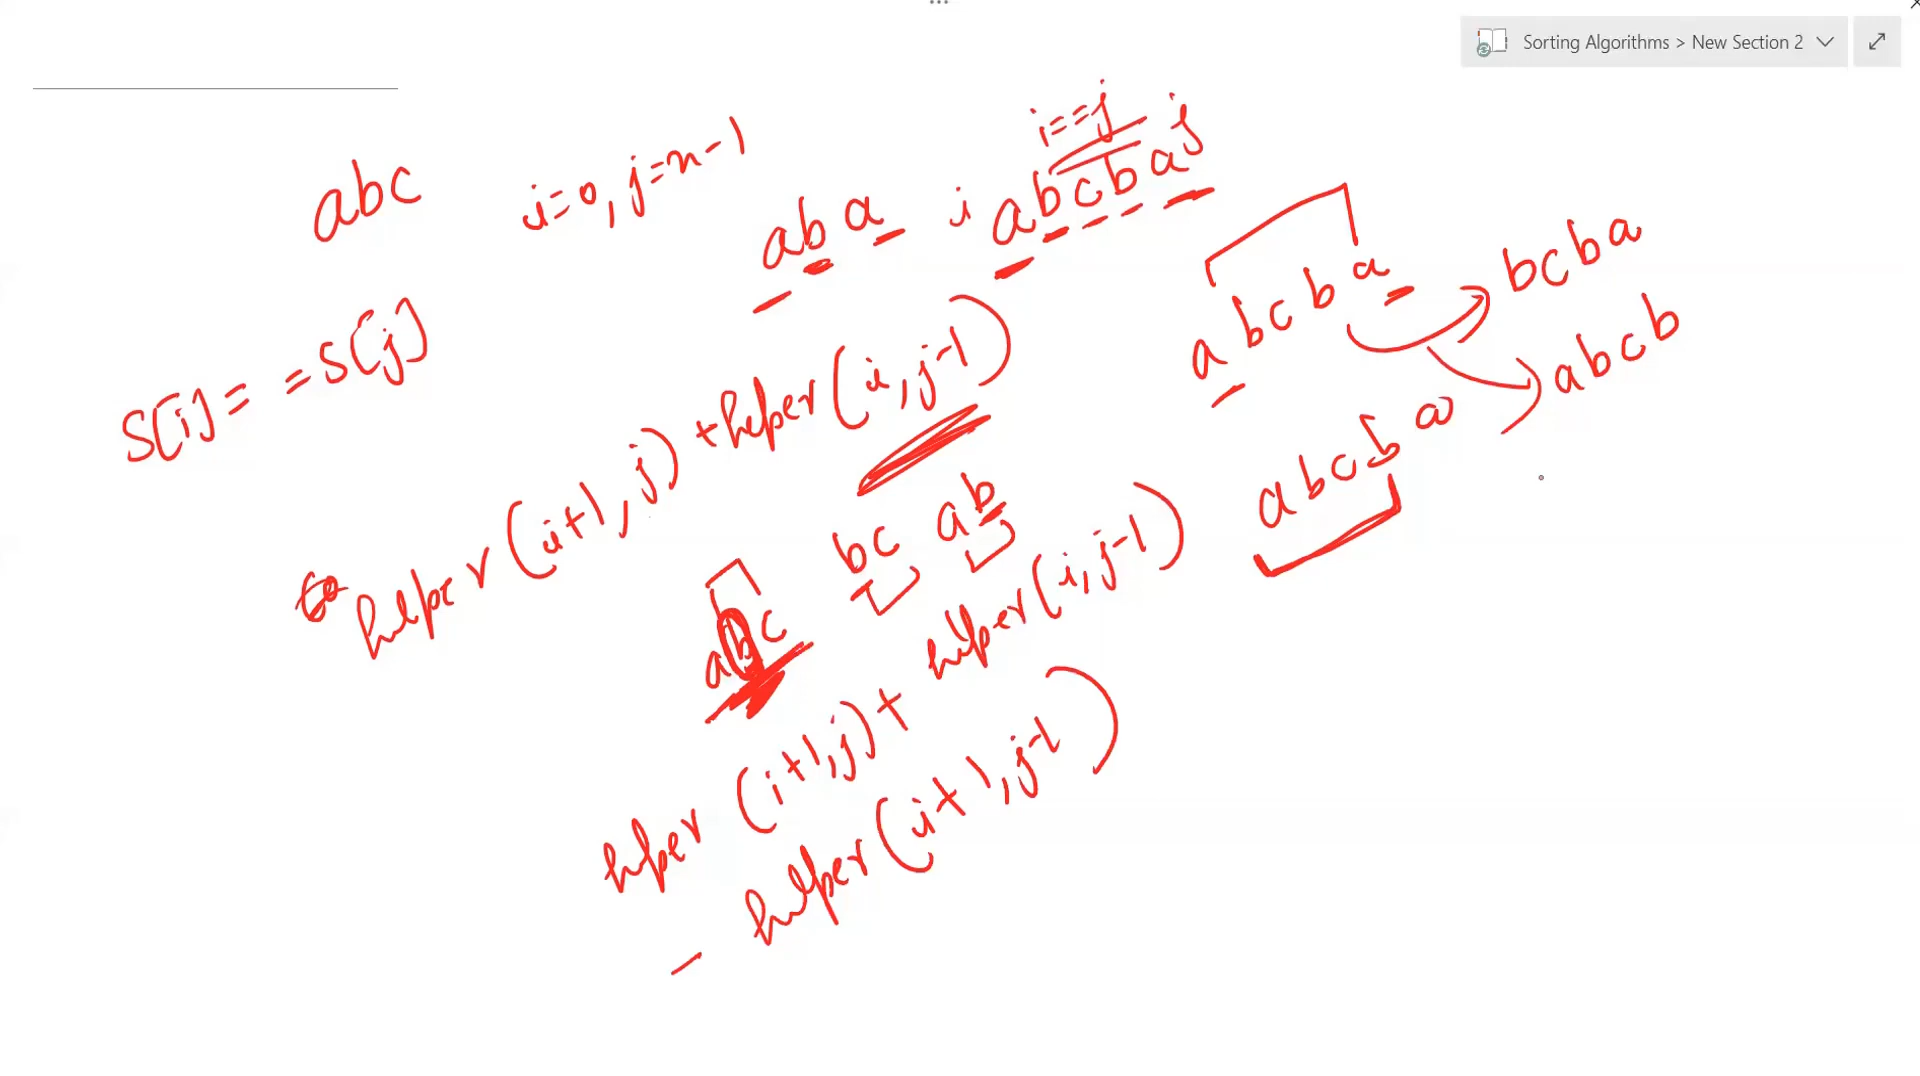 Sorting Algorithms > New Section 2
i==j
abc
i=0, j=n-1
aba
i abcba j
abcba
bcba
abcb
S[i]==S[j]
helper(i+1,j)+helper(i,j-1)
abcba
bc ab
abc
helper(i+1,j)+helper(i,j-1)
- helper(i+1,j-1)